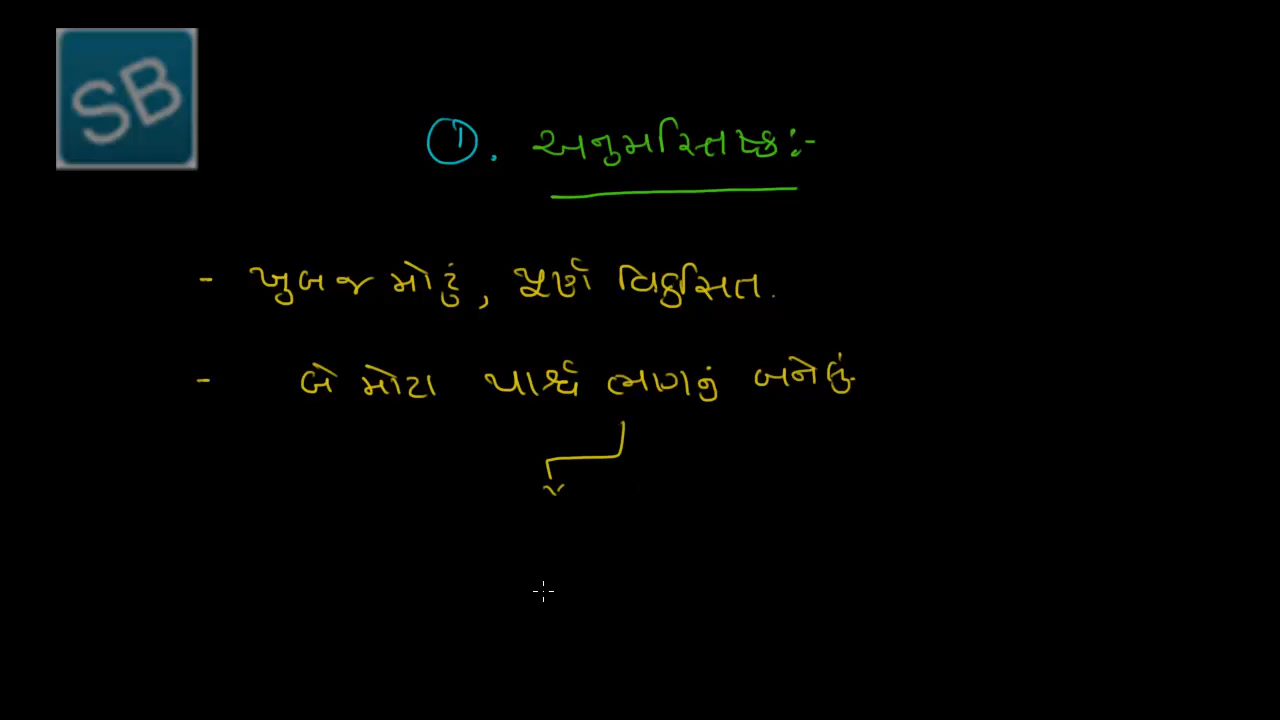 SB
①. અનુમસ્તિષ્ક :-
- ખુબજ મોટું, પૂર્ણ વિકસિત.
- બે મોટા પાર્શ્વ ભાગનું બનેલું.